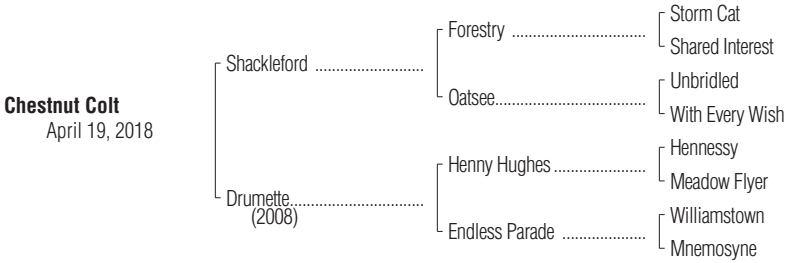 Storm Cat
Forestry ................................
Shared Interest
Shackleford ..........................
Unbridled
Oatsee....................................
With Every Wish
Chestnut Colt
April 19, 2018
Hennessy
Henny Hughes ......................
Meadow Flyer
Drumette................................
(2008)
Williamstown
Endless Parade ....................
Mnemosyne